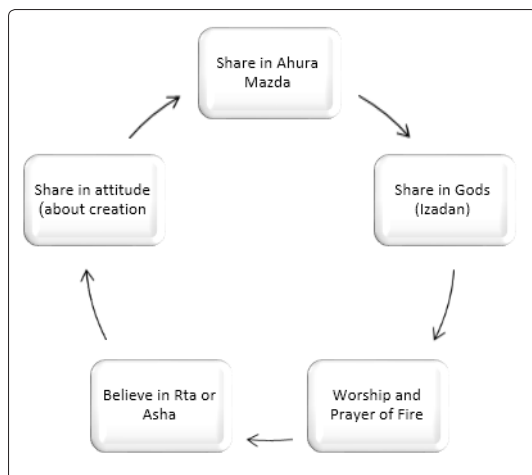 Share in Ahura
Mazda
Share in Gods
(Izadan)
Worship and
Prayer of Fire
Believe in Rta or
Asha
Share in attitude
(about creation